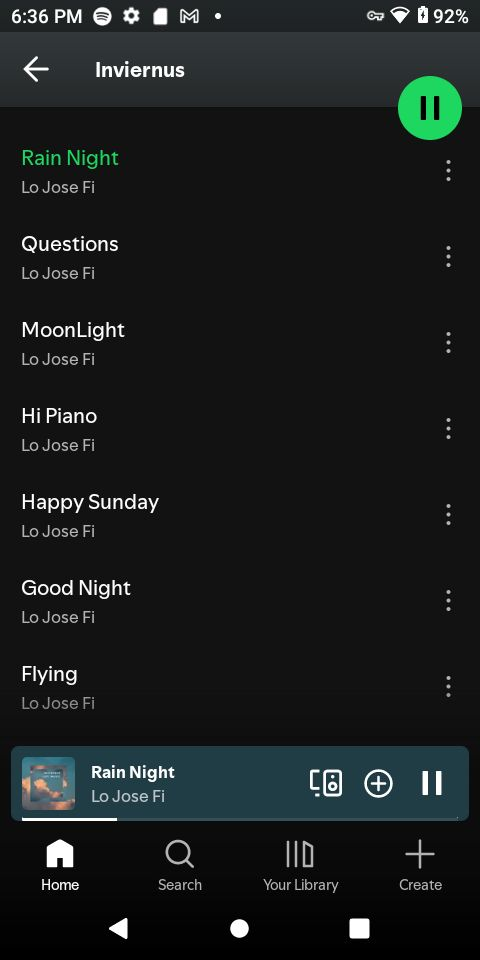 6:36 PM
92%
Inviernus
Rain Night
Lo Jose Fi
Questions
Lo Jose Fi
MoonLight
Lo Jose Fi
Hi Piano
Lo Jose Fi
Happy Sunday
Lo Jose Fi
Good Night
Lo Jose Fi
Flying
Lo Jose Fi
Rain Night
Lo Jose Fi
Home
Search
Your Library
Create